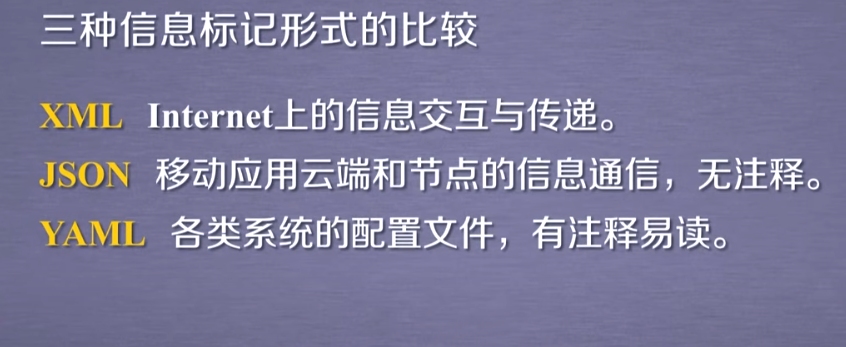 三种信息标记形式的比较
XML Internet上的信息交互与传递。
JSON 移动应用云端和节点的信息通信，无注释。
YAML 各类系统的配置文件，有注释易读。